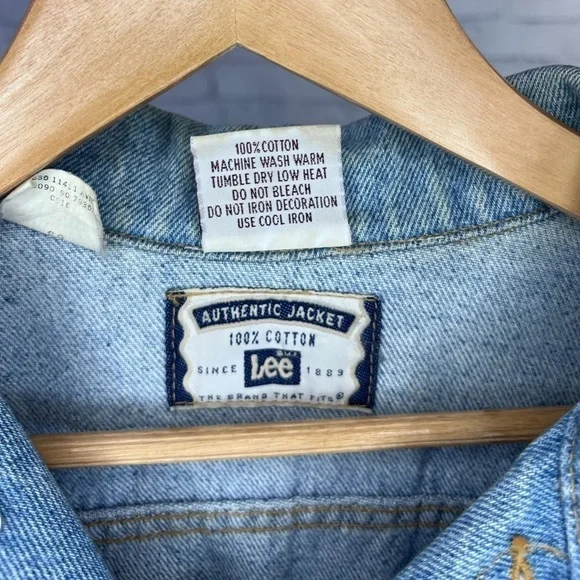 100% COTTON
MACHINE WASH WARM
TUMBLE DRY LOW HEAT
DO NOT BLEACH
DO NOT IRON DECORATION
USE COOL IRON
C516
AUTHENTIC JACKET
100% COTTON
Lee
SINCE 1889
THE BRAND THAT FITS®